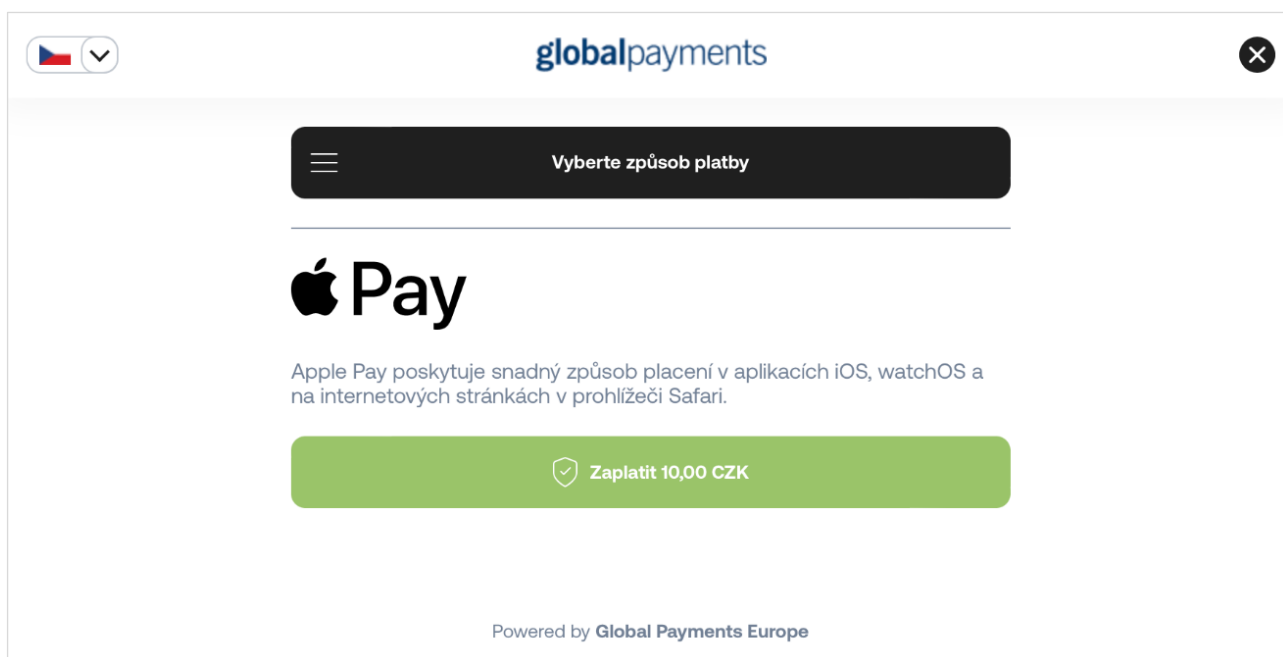 globalpayments
Vyberte způsob platby
Pay
Apple Pay poskytuje snadný způsob placení v aplikacích iOS, watchOS a
na internetových stránkách v prohlížeči Safari.
Zaplatit 10,00 CZK
Powered by Global Payments Europe